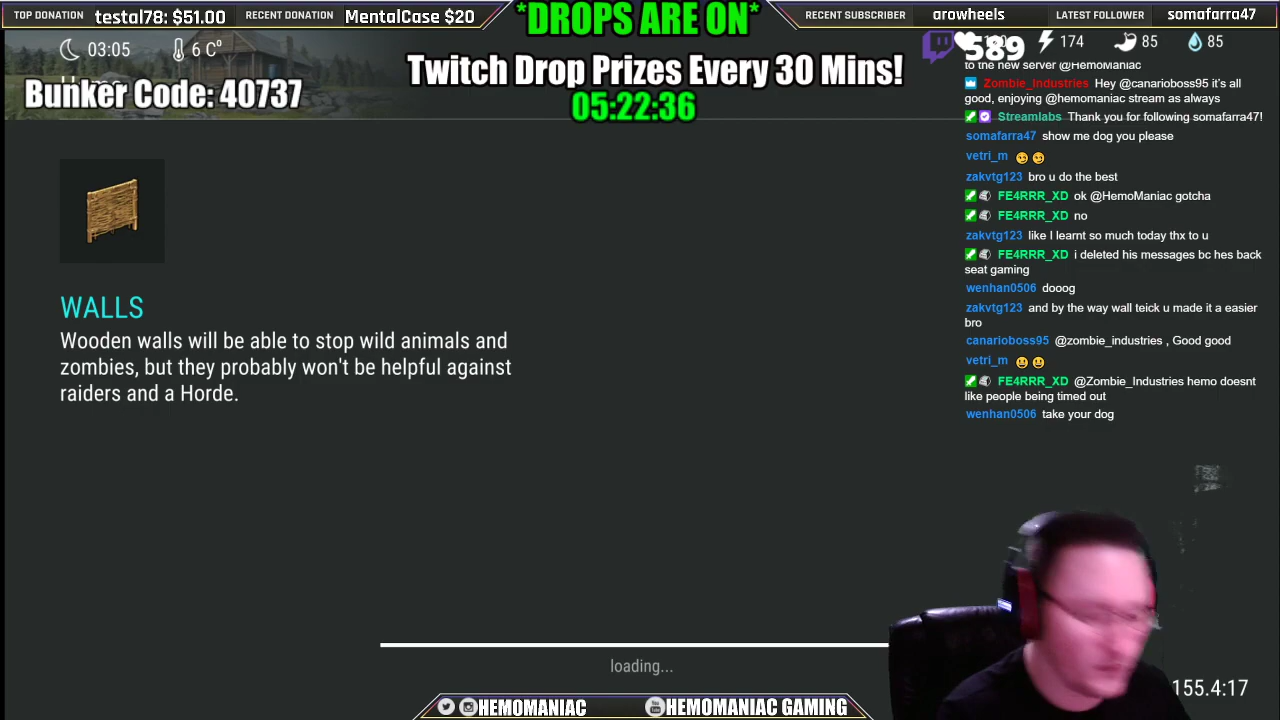 TOP DONATION testal78: $51.00 RECENT DONATION MentalCase $20
*DROPS ARE ON*
RECENT SUBSCRIBER arowheels LATEST FOLLOWER somafarra47
03:05 6 C°
Bunker Code: 40737
Twitch Drop Prizes Every 30 Mins!
05:22:36
589 174 85 85
to the new server @HemoManiac
Zombie_Industries Hey @canarioboss95 it's all
good, enjoying @hemomaniac stream as always
Streamlabs Thank you for following somafarra47!
somafarra47 show me dog you please
vetri_m
zakvtg123 bro u do the best
FE4RRR_XD ok @HemoManiac gotcha
FE4RRR_XD no
zakvtg123 like I learnt so much today thx to u
FE4RRR_XD i deleted his messages bc hes back
seat gaming
wenhan0506 dooog
zakvtg123 and by the way wall teick u made it a easier
bro
canarioboss95 @zombie_industries , Good good
vetri_m
FE4RRR_XD @Zombie_Industries hemo doesnt
like people being timed out
wenhan0506 take your dog
WALLS
Wooden walls will be able to stop wild animals and
zombies, but they probably won't be helpful against
raiders and a Horde.
loading...
155.4:17
HEMOMANIAC HEMOMANIAC GAMING